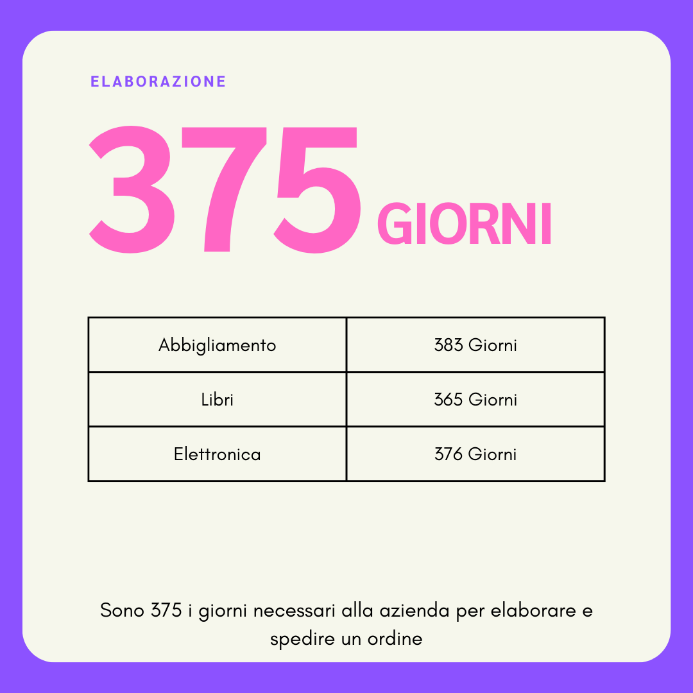 ELABORAZIONE
375 GIORNI
Abbigliamento 383 Giorni
Libri 365 Giorni
Elettronica 376 Giorni
Sono 375 i giorni necessari alla azienda per elaborare e
spedire un ordine